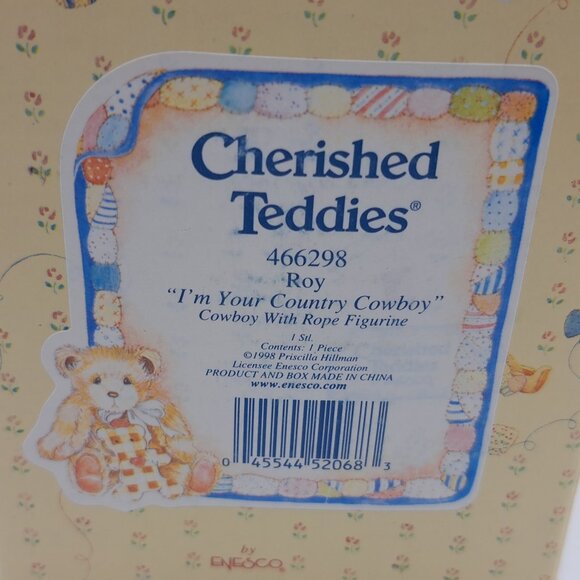 Cherished
Teddies®
466298
Roy
"I'm Your Country Cowboy"
Cowboy With Rope Figurine
1 Stl.
Contents: 1 Piece
©1998 Priscilla Hillman
Licensee Enesco Corporation
PRODUCT AND BOX MADE IN CHINA
www.enesco.com
0 45544 52068 3
by
ENESCO®